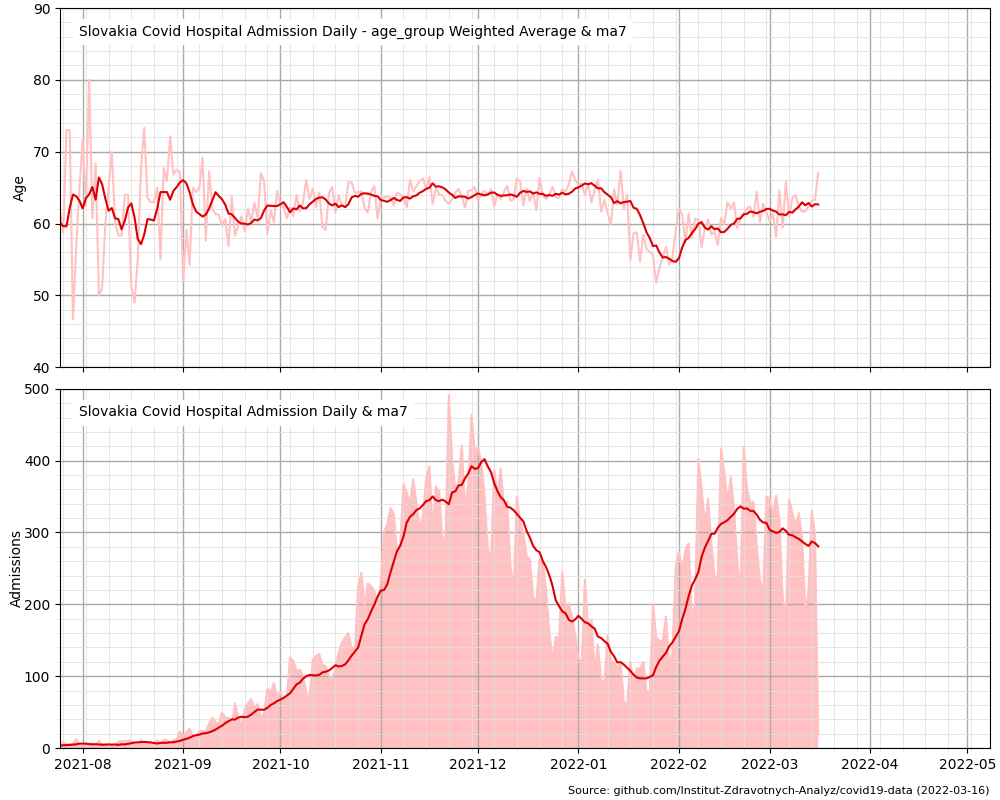 90
Slovakia Covid Hospital Admission Daily - age_group Weighted Average & ma7
80
70
Age
60
50
40
500
Slovakia Covid Hospital Admission Daily & ma7
400
300
Admissions
200
100
0
2021-08 2021-09 2021-10 2021-11 2021-12 2022-01 2022-02 2022-03 2022-04 2022-05
Source: github.com/Institut-Zdravotnych-Analyz/covid19-data (2022-03-16)